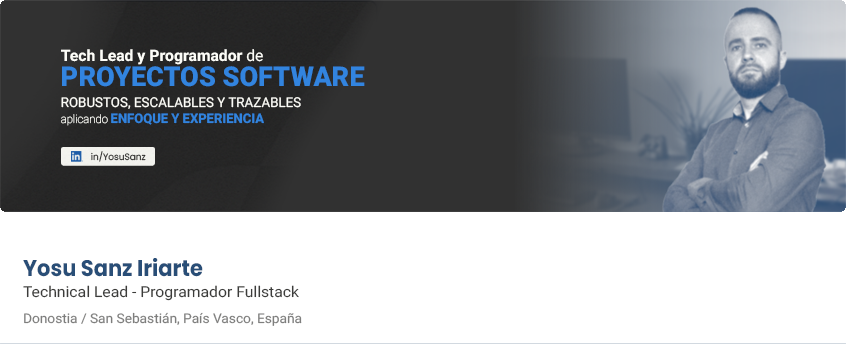 Tech Lead y Programador de
PROYECTOS SOFTWARE
ROBUSTOS, ESCALABLES Y TRAZABLES
aplicando ENFOQUE Y EXPERIENCIA
in in/YosuSanz
Yosu Sanz Iriarte
Technical Lead - Programador Fullstack
Donostia / San Sebastián, País Vasco, España